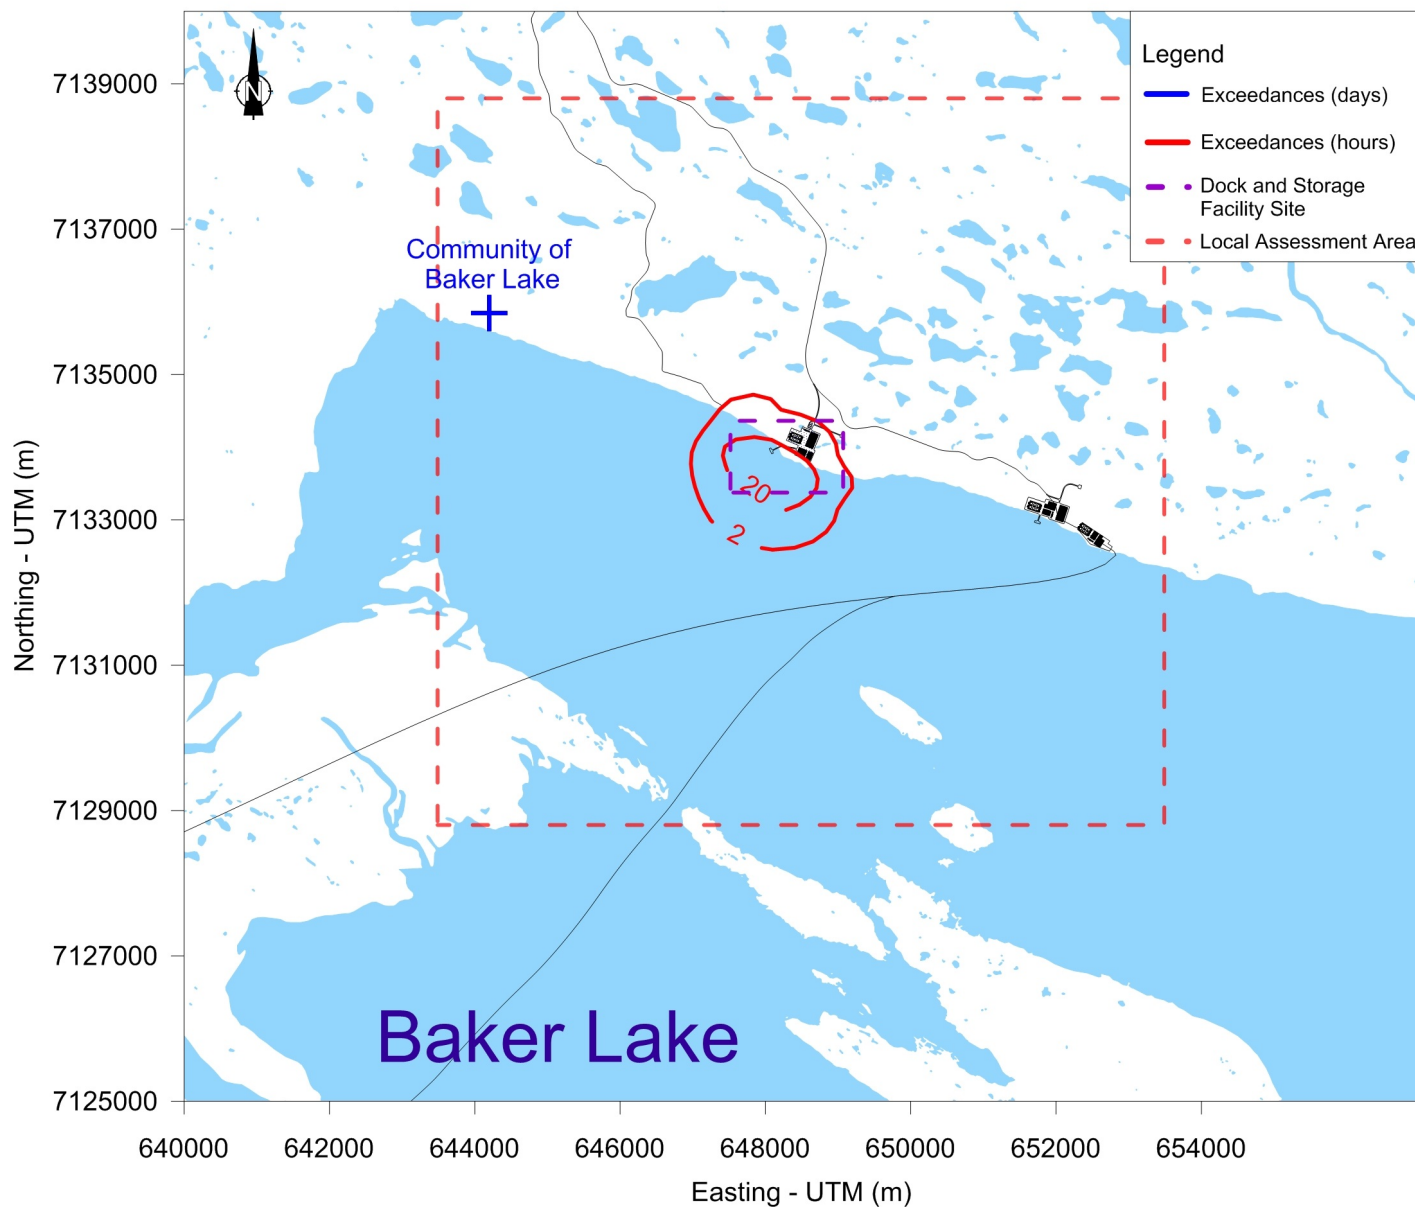 N
Legend
Exceedances (days)
Exceedances (hours)
Dock and Storage
Facility Site
Local Assessment Area
Community of
Baker Lake
20
2
Baker Lake
Northing - UTM (m)
7139000
7137000
7135000
7133000
7131000
7129000
7127000
7125000
640000 642000 644000 646000 648000 650000 652000 654000
Easting - UTM (m)